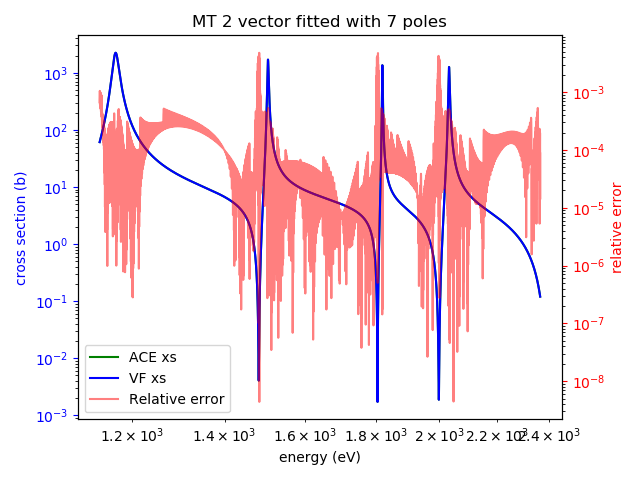 MT 2 vector fitted with 7 poles
10³
10²
10¹
10⁰
10⁻¹
10⁻²
10⁻³
cross section (b)
10⁻³
10⁻⁴
10⁻⁵
10⁻⁶
10⁻⁷
10⁻⁸
relative error
ACE xs
VF xs
Relative error
1.2 × 10³ 1.4 × 10³ 1.6 × 10³ 1.8 × 10³ 2 × 10³ 2.2 × 10³ 2.4 × 10³
energy (eV)